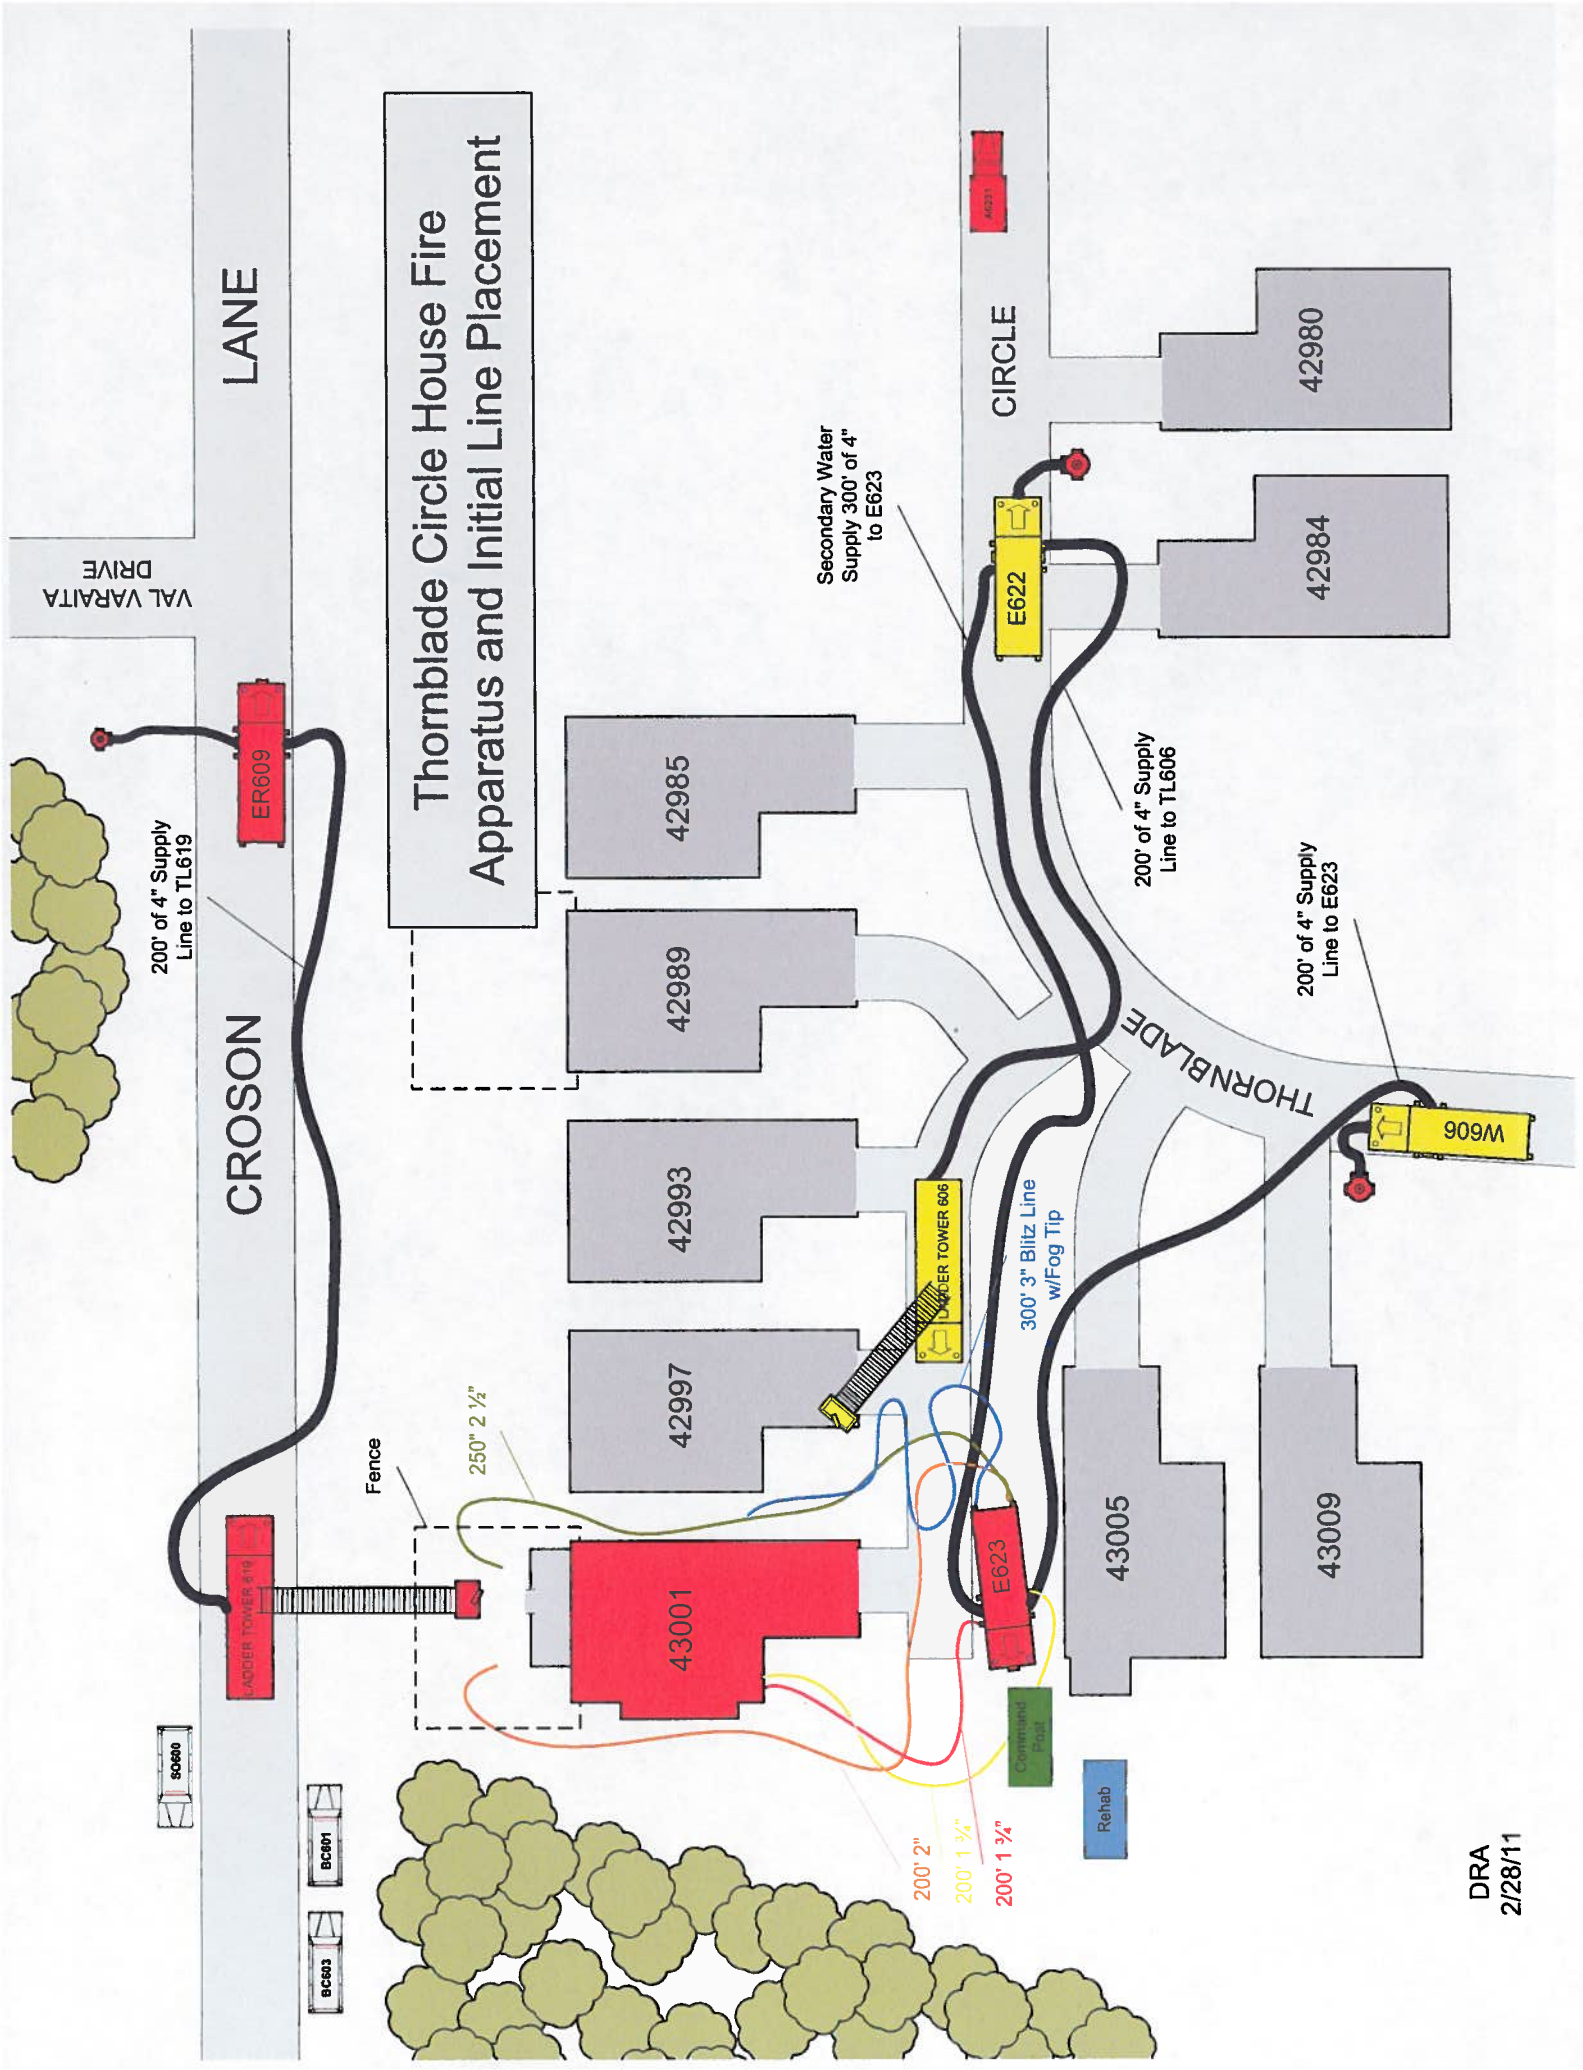 Thornblade Circle House Fire
Apparatus and Initial Line Placement
VAL VARAITA
DRIVE
CROSON
LANE
SO600
BC603
BC601
LADDER TOWER 619
ER609
200' of 4" Supply
Line to TL619
Fence
250" 2 ½"
43001
42997
42993
42989
42985
Secondary Water
Supply 300' of 4"
to E623
LADDER TOWER 606
E622
CIRCLE
A6231
200' 2"
200' 1 ¾"
200' 1 ¾"
Command
Post
E623
300' 3" Blitz Line
w/Fog Tip
THORNBLADE
200' of 4" Supply
Line to TL606
Rehab
43005
42984
42980
43009
200' of 4" Supply
Line to E623
W606
DRA
2/28/11